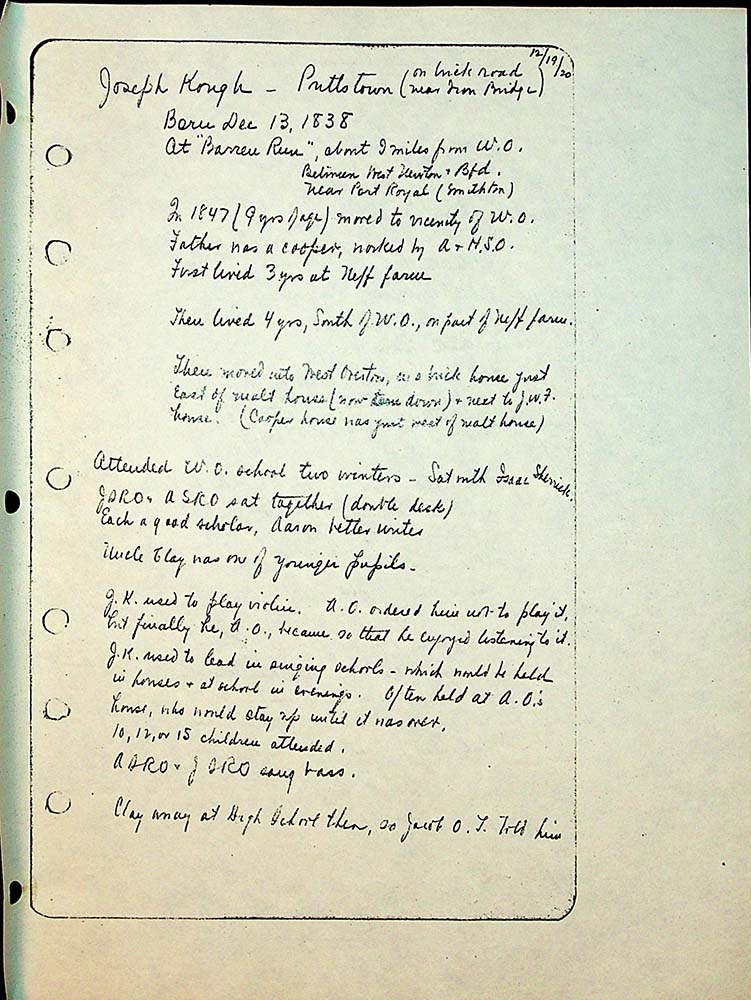 12/19/20
Joseph Kough - Pruttstown (on brick road near Iron Bridge)
Born Dec 13, 1838
At "Barren Run", about 9 miles from W.O.
Between West Newton & Bfd.
near Port Royal (Smithton)
In 1847 (9 yrs of age) moved to vicinity of W.O.
Father was a cooper, worked by A & H.S.O.
First lived 3 yrs at Neff farm
Then lived 4 yrs, South of W.O., on part of Neff farm.
Then moved into West Overton, in a brick house just
East of malt house (now torn down) & next to J.W.F.
house. (Cooper house was just west of malt house)
Attended W.O. school two winters - Sat with Isaac Sherrick.
JSRO & ASRO sat together (double desk)
Each a good scholar, Aaron better writer
Uncle Clay was one of younger pupils -
J.K. used to play violin. A.O. ordered him not to play it,
but finally he, A.O., became so that he enjoyed listening to it.
J.K. used to lead in singing schools - which would be held
in houses & at school in evenings. Often held at A.O.'s
house, who would stay up until it was over.
10, 12, or 15 children attended.
ASRO & JSRO sang bass.
Clay away at High School then, so Jacob O. T. told him